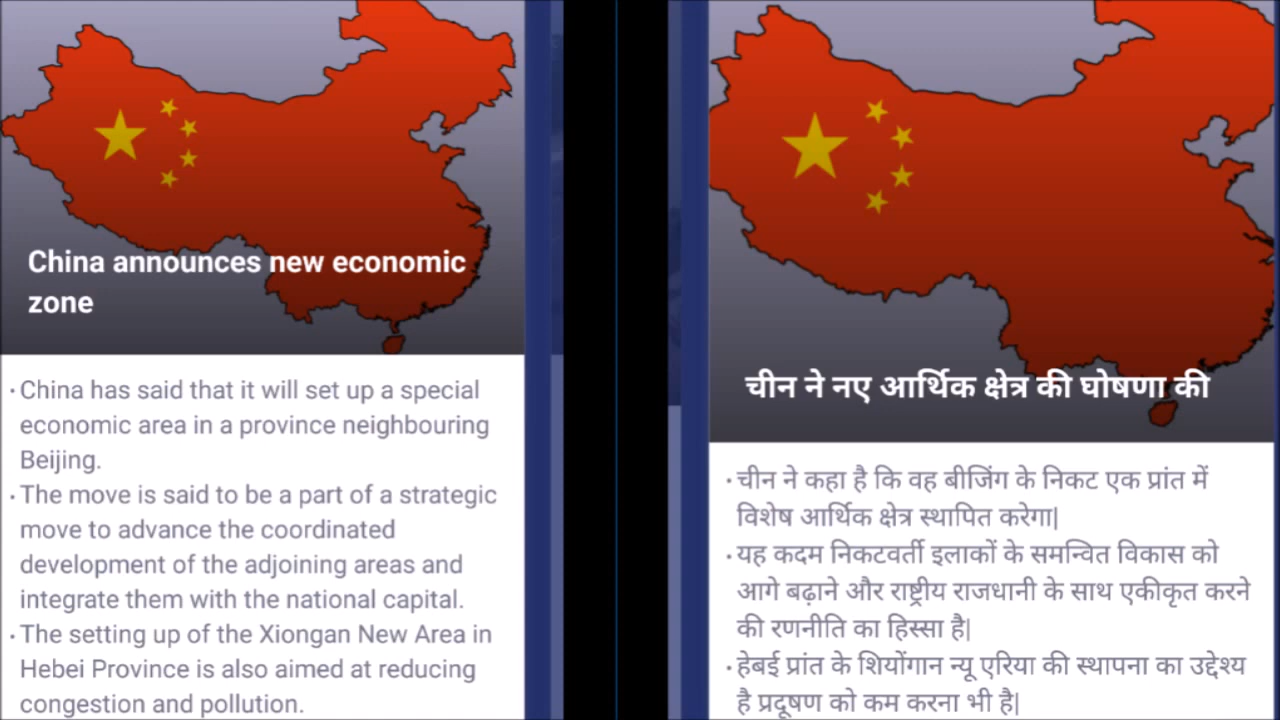 China announces new economic
zone
· China has said that it will set up a special
economic area in a province neighbouring
Beijing.
· The move is said to be a part of a strategic
move to advance the coordinated
development of the adjoining areas and
integrate them with the national capital.
· The setting up of the Xiongan New Area in
Hebei Province is also aimed at reducing
congestion and pollution.
चीन ने नए आर्थिक क्षेत्र की घोषणा की
· चीन ने कहा है कि वह बीजिंग के निकट एक प्रांत में
विशेष आर्थिक क्षेत्र स्थापित करेगा|
· यह कदम निकटवर्ती इलाकों के समन्वित विकास को
आगे बढ़ाने और राष्ट्रीय राजधानी के साथ एकीकृत करने
की रणनीति का हिस्सा है|
· हेबई प्रांत के शियोंगान न्यू एरिया की स्थापना का उद्देश्य
है प्रदूषण को कम करना भी है|